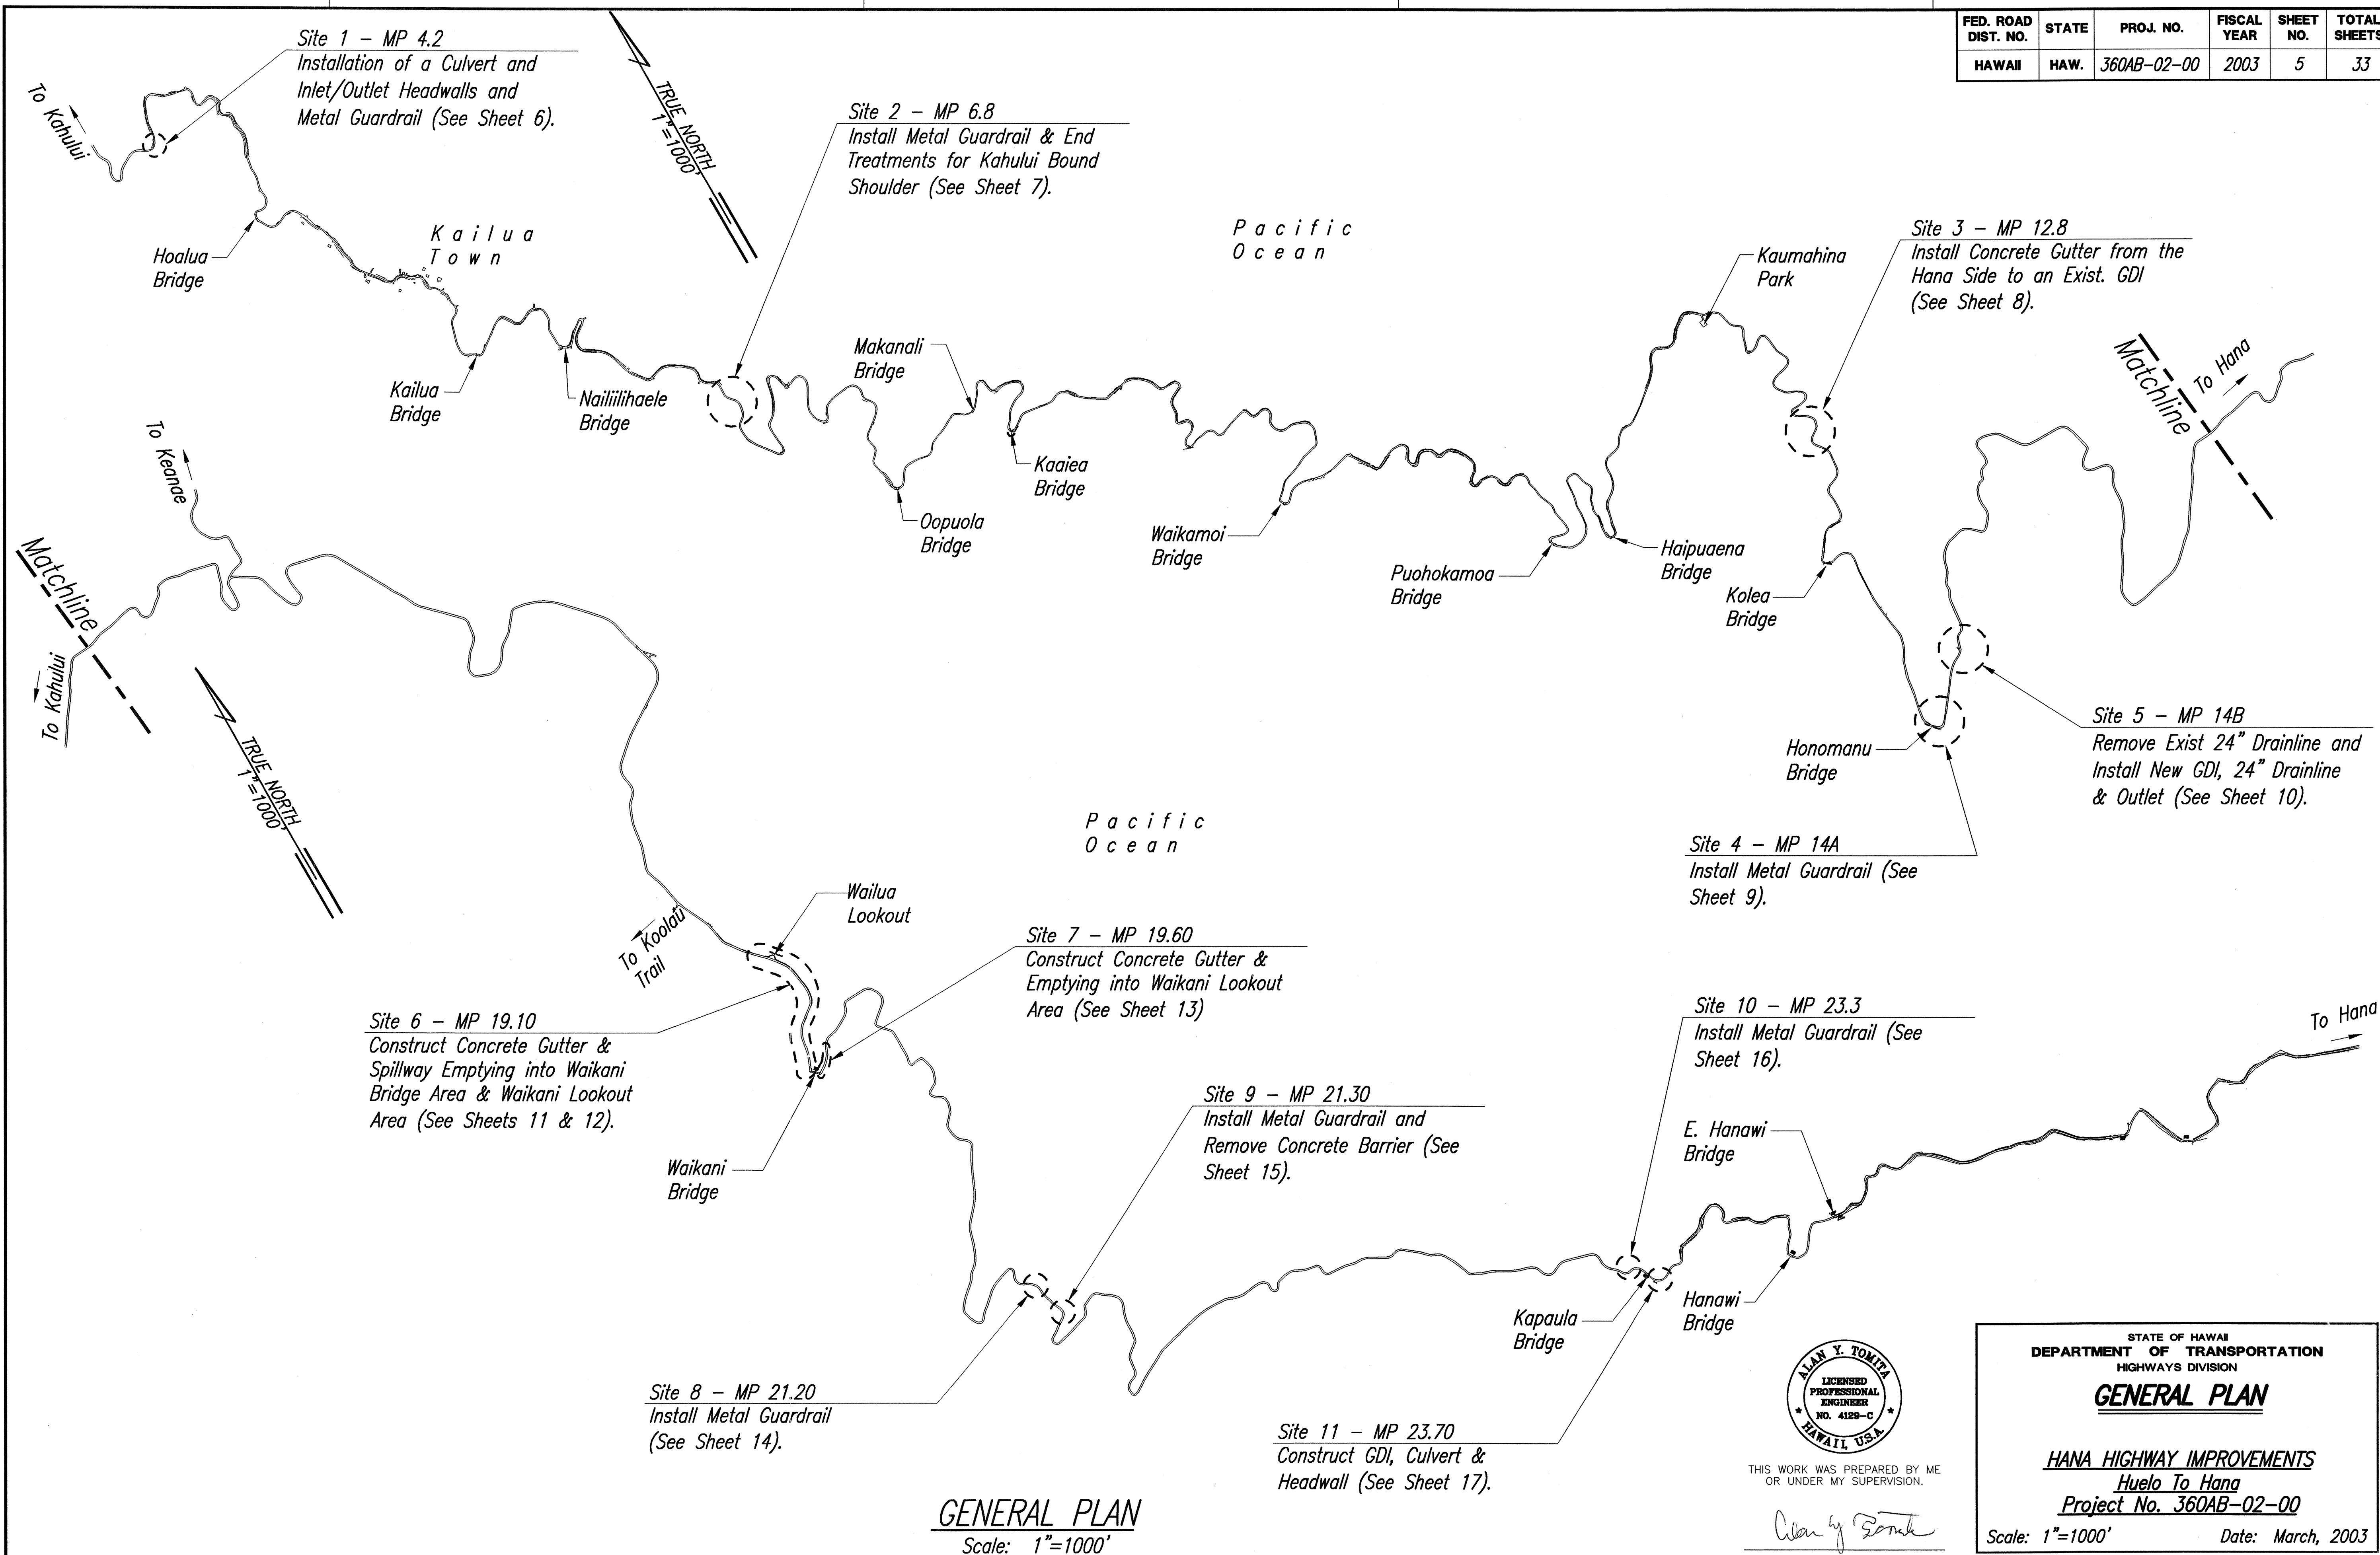 FED. ROAD DIST. NO. STATE PROJ. NO. FISCAL YEAR SHEET NO. TOTAL SHEETS
HAWAII HAW. 360AB-02-00 2003 5 33
Site 1 - MP 4.2
Installation of a Culvert and
Inlet/Outlet Headwalls and
Metal Guardrail (See Sheet 6).
To Kahului
TRUE NORTH
1"=1000'
Site 2 - MP 6.8
Install Metal Guardrail & End
Treatments for Kahului Bound
Shoulder (See Sheet 7).
Pacific
Ocean
Kaumahina
Park
Site 3 - MP 12.8
Install Concrete Gutter from the
Hana Side to an Exist. GDI
(See Sheet 8).
Hoalua
Bridge
Kailua
Town
Kailua
Bridge
Nailiilihaele
Bridge
Makanali
Bridge
Oopuola
Bridge
Kaaiea
Bridge
Waikamoi
Bridge
Puohokamoa
Bridge
Haipuaena
Bridge
Kolea
Bridge
Matchline
To Hana
Honomanu
Bridge
Site 5 - MP 14B
Remove Exist 24" Drainline and
Install New GDI, 24" Drainline
& Outlet (See Sheet 10).
Site 4 - MP 14A
Install Metal Guardrail (See
Sheet 9).
To Keanae
Matchline
To Kahului
TRUE NORTH
1"=1000'
Pacific
Ocean
To Koolau
Trail
Wailua
Lookout
Site 7 - MP 19.60
Construct Concrete Gutter &
Emptying into Waikani Lookout
Area (See Sheet 13)
Site 6 - MP 19.10
Construct Concrete Gutter &
Spillway Emptying into Waikani
Bridge Area & Waikani Lookout
Area (See Sheets 11 & 12).
Waikani
Bridge
Site 9 - MP 21.30
Install Metal Guardrail and
Remove Concrete Barrier (See
Sheet 15).
Site 10 - MP 23.3
Install Metal Guardrail (See
Sheet 16).
E. Hanawi
Bridge
To Hana
Kapaula
Bridge
Hanawi
Bridge
Site 8 - MP 21.20
Install Metal Guardrail
(See Sheet 14).
Site 11 - MP 23.70
Construct GDI, Culvert &
Headwall (See Sheet 17).
GENERAL PLAN
Scale: 1"=1000'
ALAN Y. TOMITA
LICENSED
PROFESSIONAL
ENGINEER
NO. 4129-C
HAWAII, U.S.A.
THIS WORK WAS PREPARED BY ME
OR UNDER MY SUPERVISION.
STATE OF HAWAII
DEPARTMENT OF TRANSPORTATION
HIGHWAYS DIVISION
GENERAL PLAN
HANA HIGHWAY IMPROVEMENTS
Huelo To Hana
Project No. 360AB-02-00
Scale: 1"=1000' Date: March, 2003